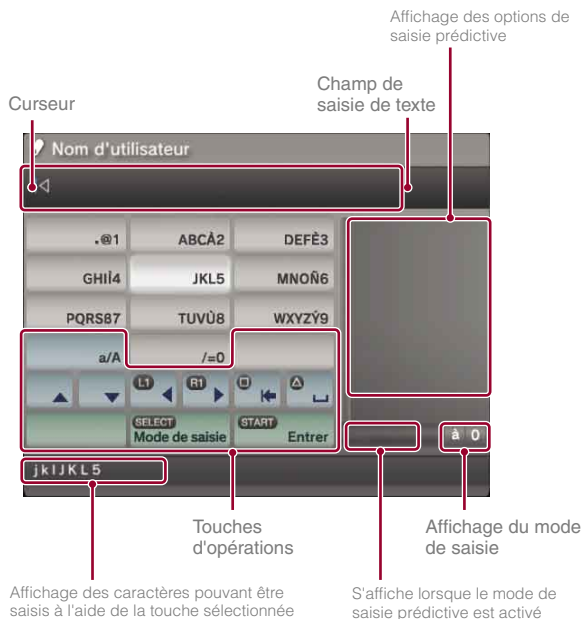 Affichage des options de
saisie prédictive
Champ de
saisie de texte
Curseur
Nom d'utilisateur
.@1 ABCÀ2 DEFÈ3
GHIÌ4 JKL5 MNOÑ6
PQRSß7 TUVÙ8 WXYZÝ9
a/A /=0
L1 R1
SELECT START
Mode de saisie Entrer
à 0
jklJKL5
Touches
d'opérations
Affichage du mode
de saisie
Affichage des caractères pouvant être
saisis à l'aide de la touche sélectionnée
S'affiche lorsque le mode de
saisie prédictive est activé